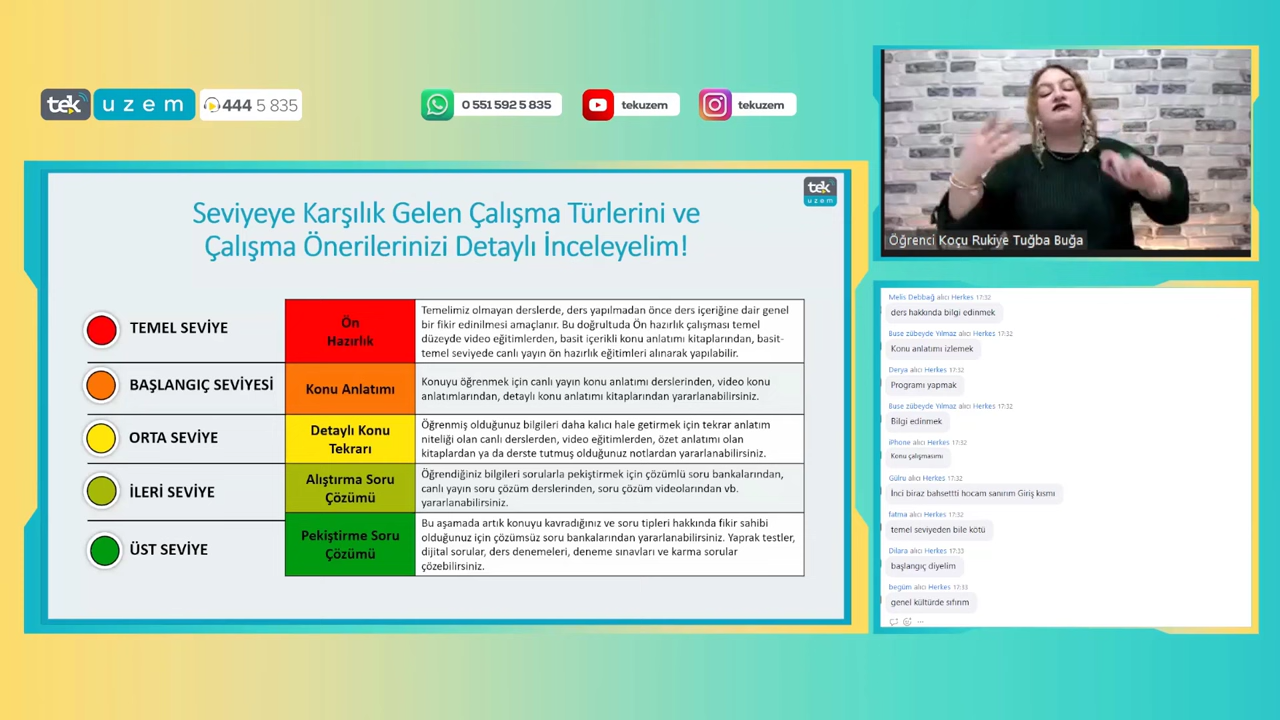 tek
uzem
444 5 835
0 551 592 5 835
tekuzem
tekuzem
tek
uzem
Seviyeye Karşılık Gelen Çalışma Türlerini ve
Çalışma Önerilerinizi Detaylı İnceleyelim!
TEMEL SEVİYE
Ön
Hazırlık
Temelimiz olmayan derslerde, ders yapılmadan önce ders içeriğine dair genel
bir fikir edinilmesi amaçlanır. Bu doğrultuda Ön hazırlık çalışması temel
düzeyde video eğitimlerden, basit içerikli konu anlatımı kitaplarından, basit-
temel seviyede canlı yayın ön hazırlık eğitimleri alınarak yapılabilir.
BAŞLANGIÇ SEVİYESİ
Konu Anlatımı
Konuyu öğrenmek için canlı yayın konu anlatımı derslerinden, video konu
anlatımlarından, detaylı konu anlatımı kitaplarından yararlanabilirsiniz.
ORTA SEVİYE
Detaylı Konu
Tekrarı
Öğrenmiş olduğunuz bilgileri daha kalıcı hale getirmek için tekrar anlatım
niteliği olan canlı derslerden, video eğitimlerden, özet anlatımı olan
kitaplardan ya da derste tutmuş olduğunuz notlardan yararlanabilirsiniz.
İLERİ SEVİYE
Alıştırma Soru
Çözümü
Öğrendiğiniz bilgileri sorularla pekiştirmek için çözümlü soru bankalarından,
canlı yayın soru çözüm derslerinden, soru çözüm videolarından vb.
yararlanabilirsiniz.
ÜST SEVİYE
Pekiştirme Soru
Çözümü
Bu aşamada artık konuyu kavradığınız ve soru tipleri hakkında fikir sahibi
olduğunuz için çözümsüz soru bankalarından yararlanabilirsiniz. Yaprak testler,
dijital sorular, ders denemeleri, deneme sınavları ve karma sorular
çözebilirsiniz.
Öğrenci Koçu Rukiye Tuğba Buğa
Melis Debbağ alıcı Herkes 17:32
ders hakkında bilgi edinmek
Buse zübeyde Yılmaz alıcı Herkes 17:32
Konu anlatımı izlemek
Derya alıcı Herkes 17:32
Programı yapmak
Buse zübeyde Yılmaz alıcı Herkes 17:32
Bilgi edinmek
iPhone alıcı Herkes 17:32
Konu çalışmasımı
Gülru alıcı Herkes 17:32
İnci biraz bahsettti hocam sanırım Giriş kısmı
fatma alıcı Herkes 17:32
temel seviyeden bile kötü
Dilara alıcı Herkes 17:33
başlangıç diyelim
begüm alıcı Herkes 17:33
genel kültürde sıfırım